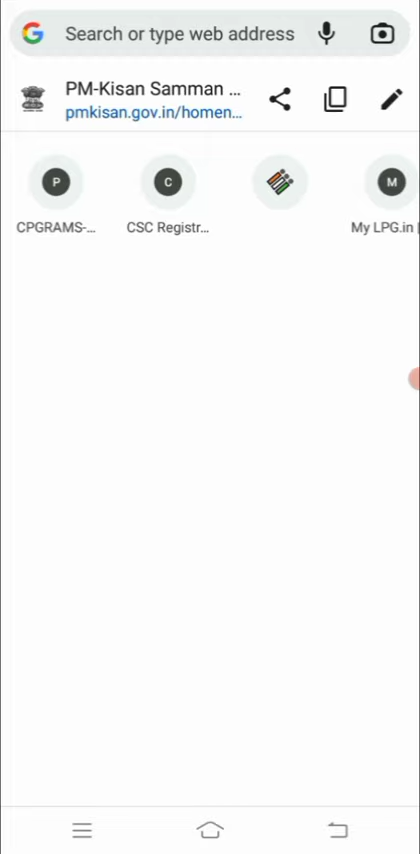 Search or type web address
PM-Kisan Samman ...
pmkisan.gov.in/homen...
P
C
M
CPGRAMS-...
CSC Registr...
My LPG.in |